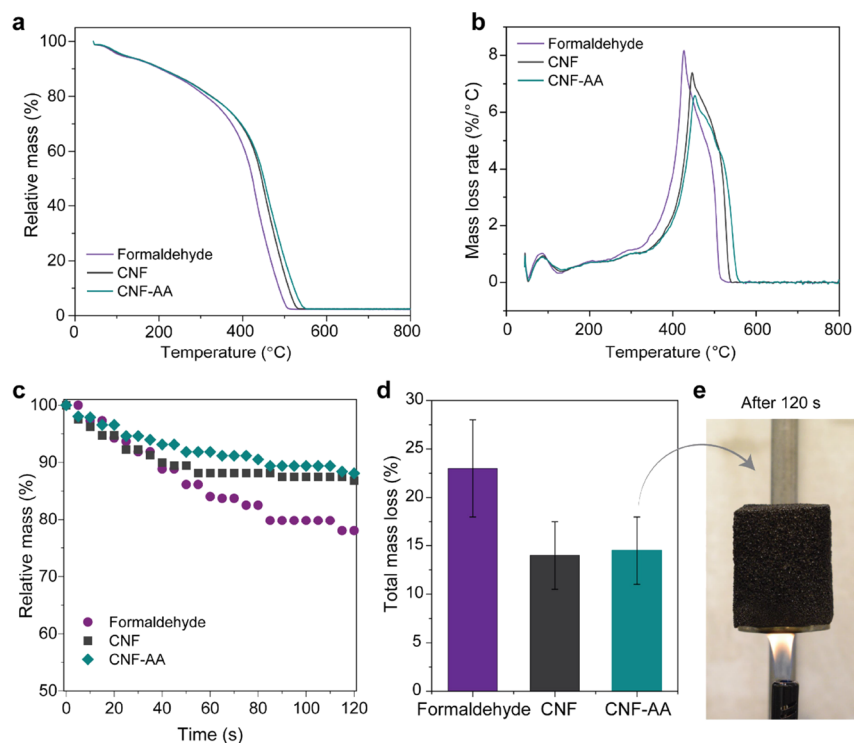 a
100
80
60
40
20
0
Relative mass (%)
Formaldehyde
CNF
CNF-AA
0 200 400 600 800
Temperature (°C)
b
8
6
4
2
0
Mass loss rate (%/° C)
Formaldehyde
CNF
CNF-AA
0 200 400 600 800
Temperature (°C)
c
100
90
80
70
60
50
Relative mass (%)
Formaldehyde
CNF
CNF-AA
0 20 40 60 80 100 120
Time (s)
d
30
25
20
15
10
5
0
Total mass loss (%)
Formaldehyde CNF CNF-AA
e
After 120 s